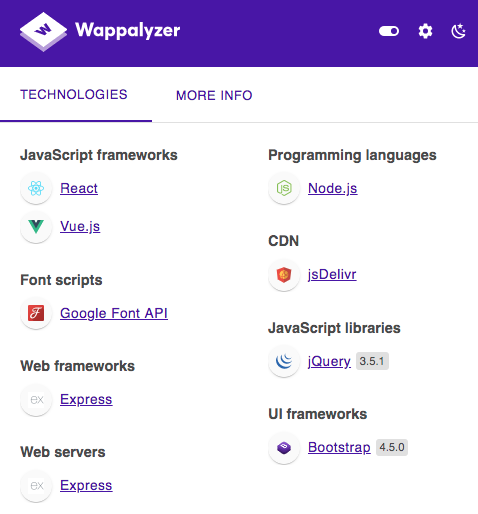 Wappalyzer
TECHNOLOGIES
MORE INFO
JavaScript frameworks
React
Vue.js
Font scripts
Google Font API
Web frameworks
ex Express
Web servers
ex Express
Programming languages
Node.js
CDN
jsDelivr
JavaScript libraries
jQuery 3.5.1
UI frameworks
Bootstrap 4.5.0